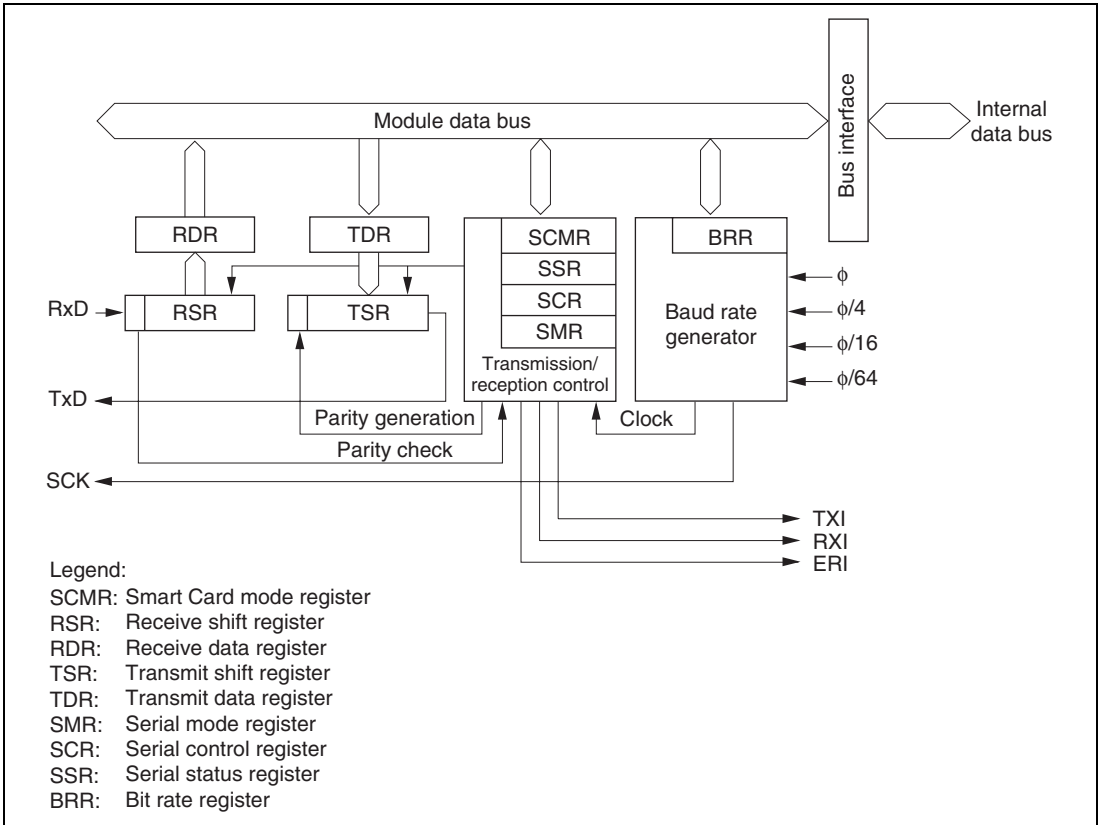 Module data bus
Bus interface
Internal
data bus
RDR
TDR
SCMR
SSR
SCR
SMR
Transmission/
reception control
BRR
Baud rate
generator
ϕ
ϕ/4
ϕ/16
ϕ/64
RxD
RSR
TSR
TxD
Parity generation
Parity check
Clock
SCK
TXI
RXI
ERI
Legend:
SCMR: Smart Card mode register
RSR: Receive shift register
RDR: Receive data register
TSR: Transmit shift register
TDR: Transmit data register
SMR: Serial mode register
SCR: Serial control register
SSR: Serial status register
BRR: Bit rate register